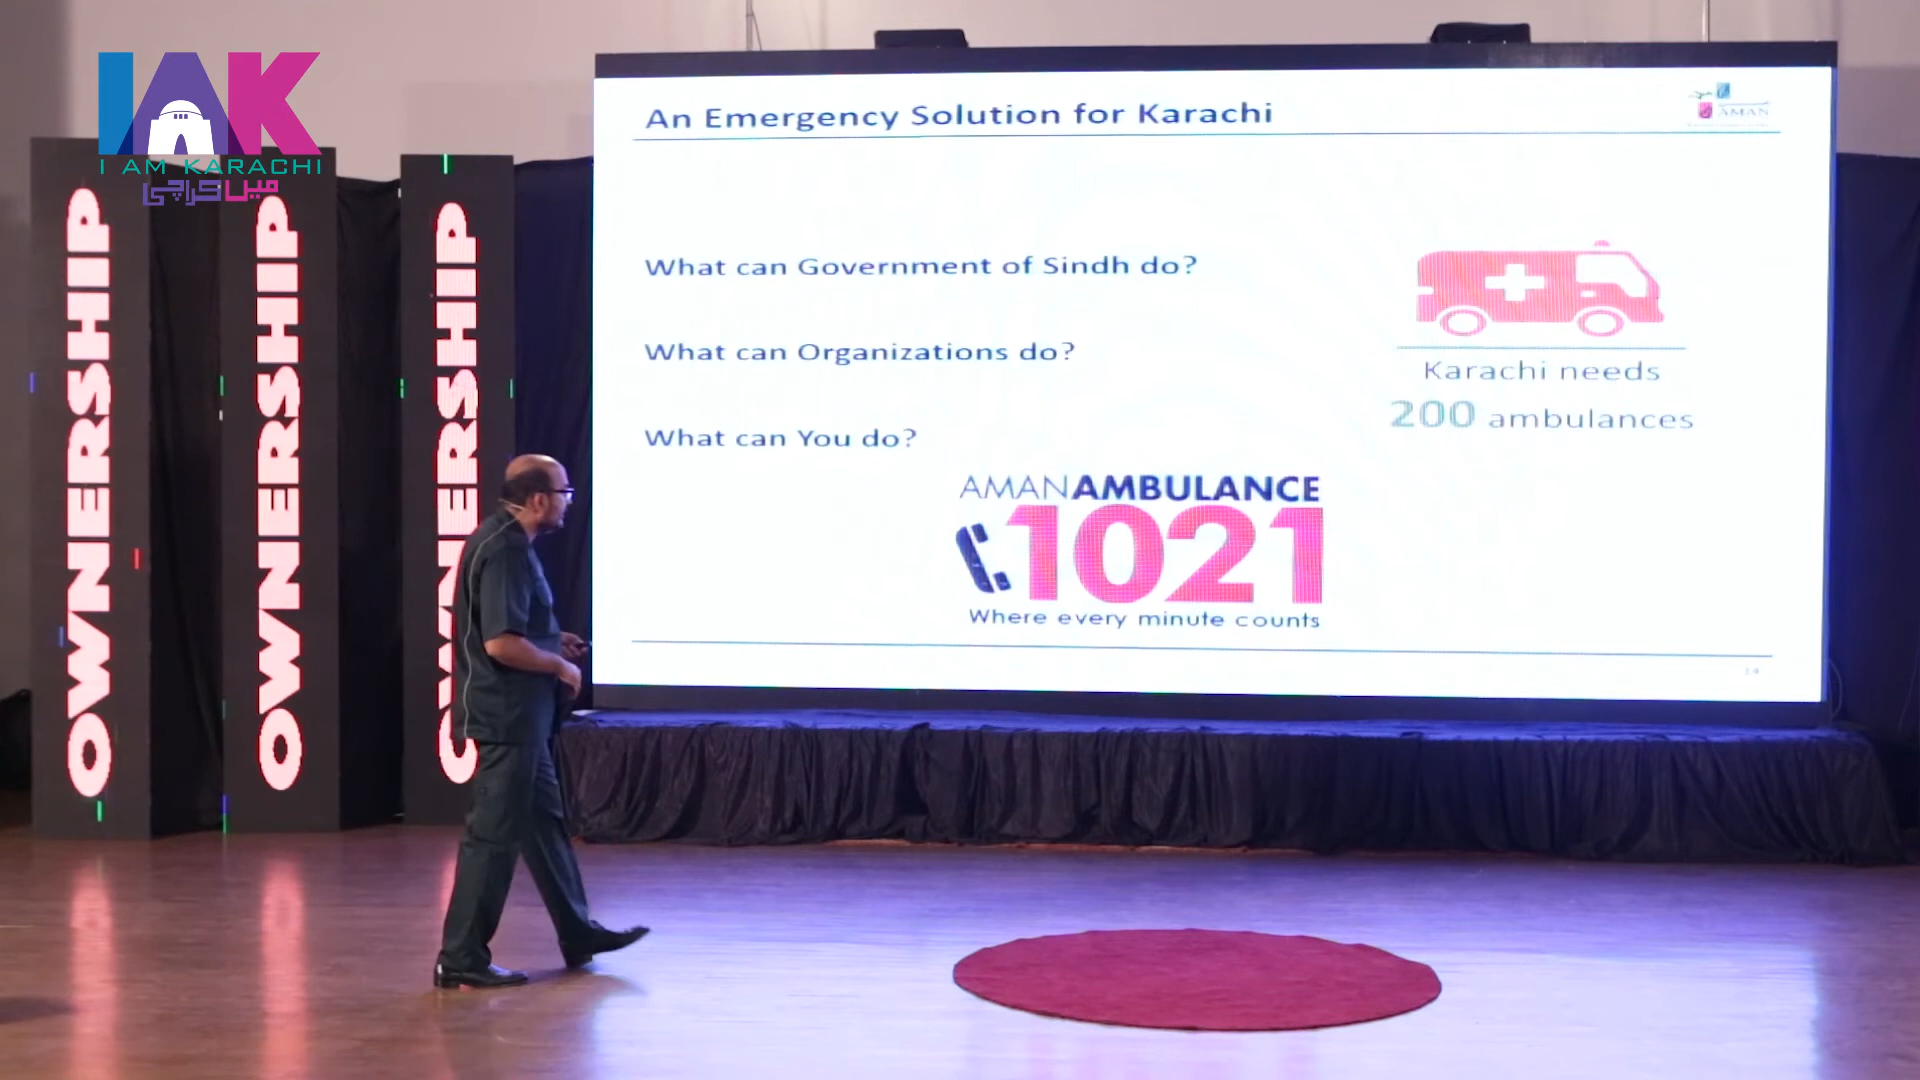 IAK
I AM KARACHI
میں کراچی
OWNERSHIP
OWNERSHIP
OWNERSHIP
An Emergency Solution for Karachi
AMAN
What can Government of Sindh do?
What can Organizations do?
What can You do?
Karachi needs
200 ambulances
AMANAMBULANCE
1021
Where every minute counts
14